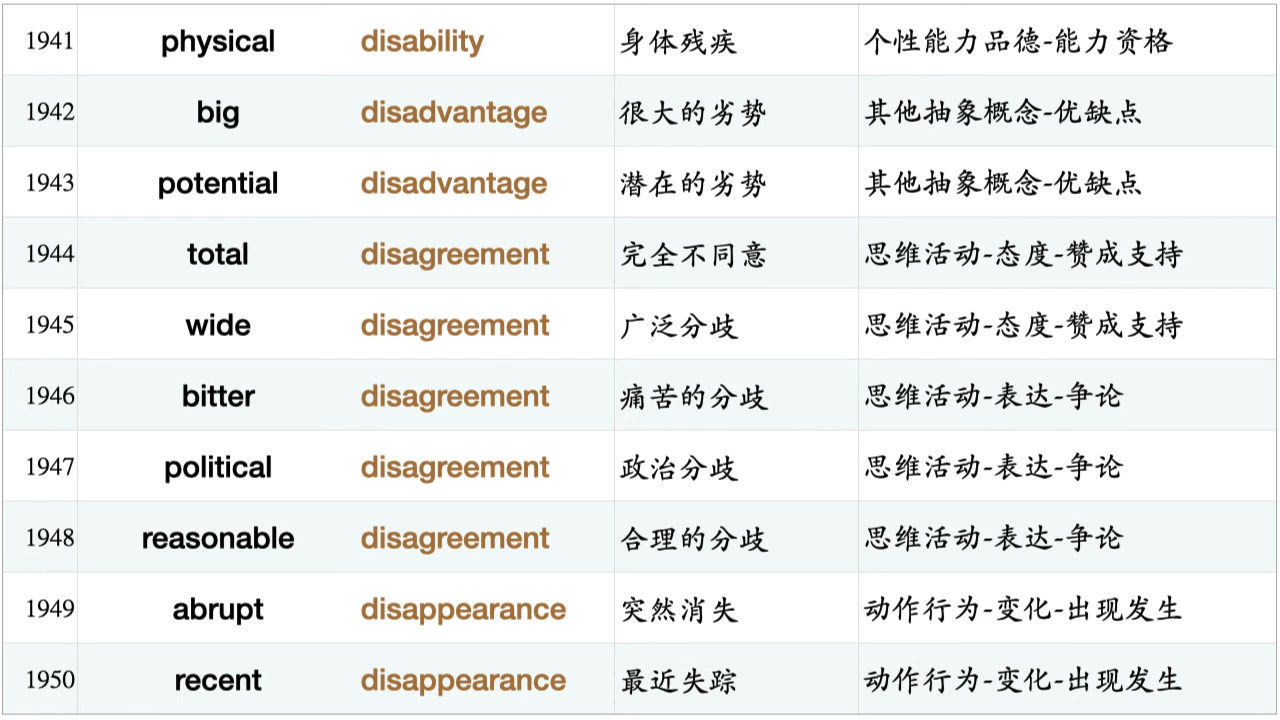 1941 physical disability 身体残疾 个性能力品德-能力资格
1942 big disadvantage 很大的劣势 其他抽象概念-优缺点
1943 potential disadvantage 潜在的劣势 其他抽象概念-优缺点
1944 total disagreement 完全不同意 思维活动-态度-赞成支持
1945 wide disagreement 广泛分歧 思维活动-态度-赞成支持
1946 bitter disagreement 痛苦的分歧 思维活动-表达-争论
1947 political disagreement 政治分歧 思维活动-表达-争论
1948 reasonable disagreement 合理的分歧 思维活动-表达-争论
1949 abrupt disappearance 突然消失 动作行为-变化-出现发生
1950 recent disappearance 最近失踪 动作行为-变化-出现发生